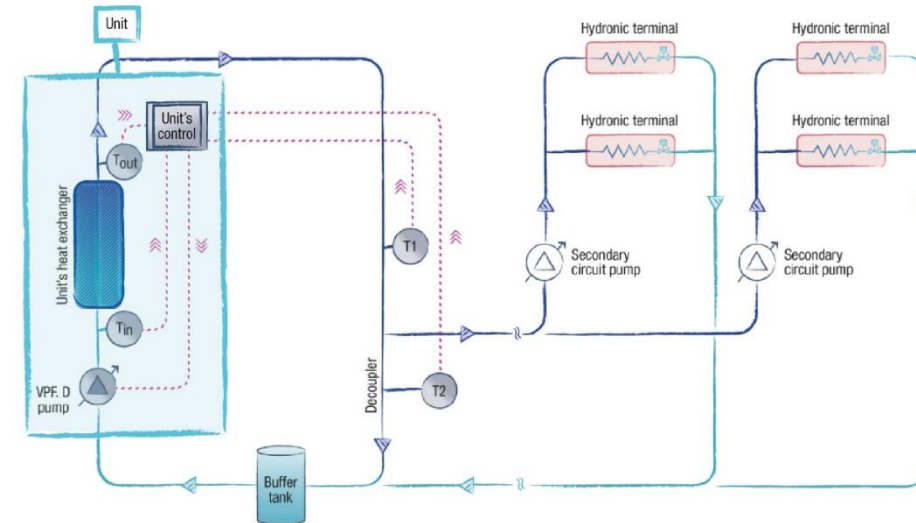 Unit
Unit's
control
Tout
Unit's heat exchanger
Tin
VPF. D
pump
Buffer
tank
Decoupler
T1
T2
Hydronic terminal
Hydronic terminal
Secondary
circuit pump
Hydronic terminal
Hydronic terminal
Secondary
circuit pump